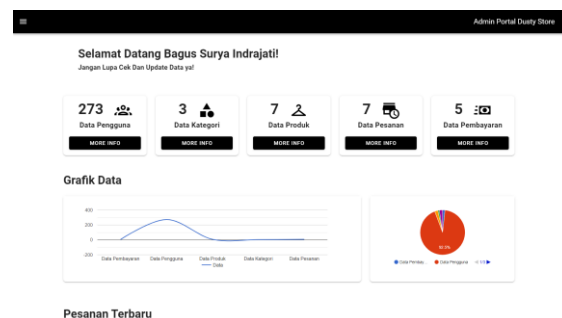 Admin Portal Dusty Store
Selamat Datang Bagus Surya Indrajati!
Jangan Lupa Cek Dan Update Data ya!
273
Data Pengguna
MORE INFO
3
Data Kategori
MORE INFO
7
Data Produk
MORE INFO
7
Data Pesanan
MORE INFO
5
Data Pembayaran
MORE INFO
Grafik Data
400
200
0
-200
Data Pembayaran Data Pengguna Data Produk Data Kategori Data Pesanan
Data
Data Pembay... Data Pengguna
Pesanan Terbaru